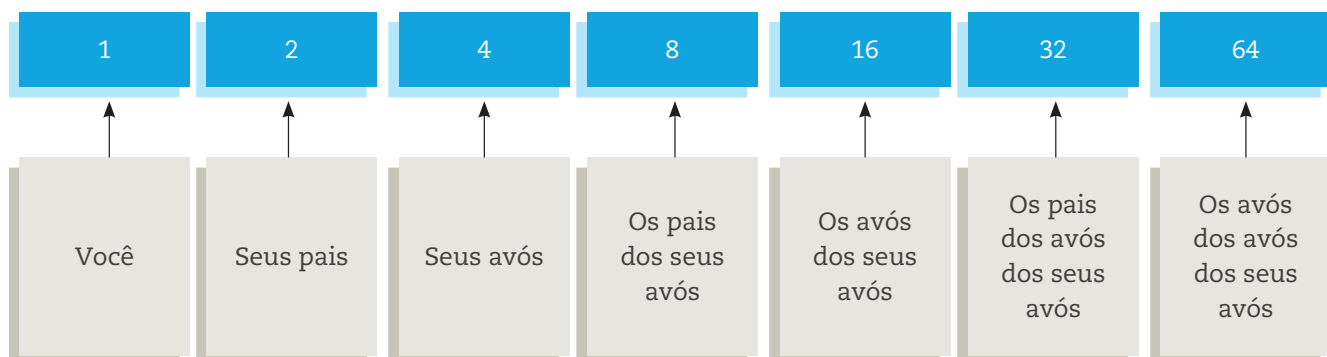 1 2 4 8 16 32 64
Você
Seus pais
Seus avós
Os pais
dos seus
avós
Os avós
dos seus
avós
Os pais
dos avós
dos seus
avós
Os avós
dos avós
dos seus
avós